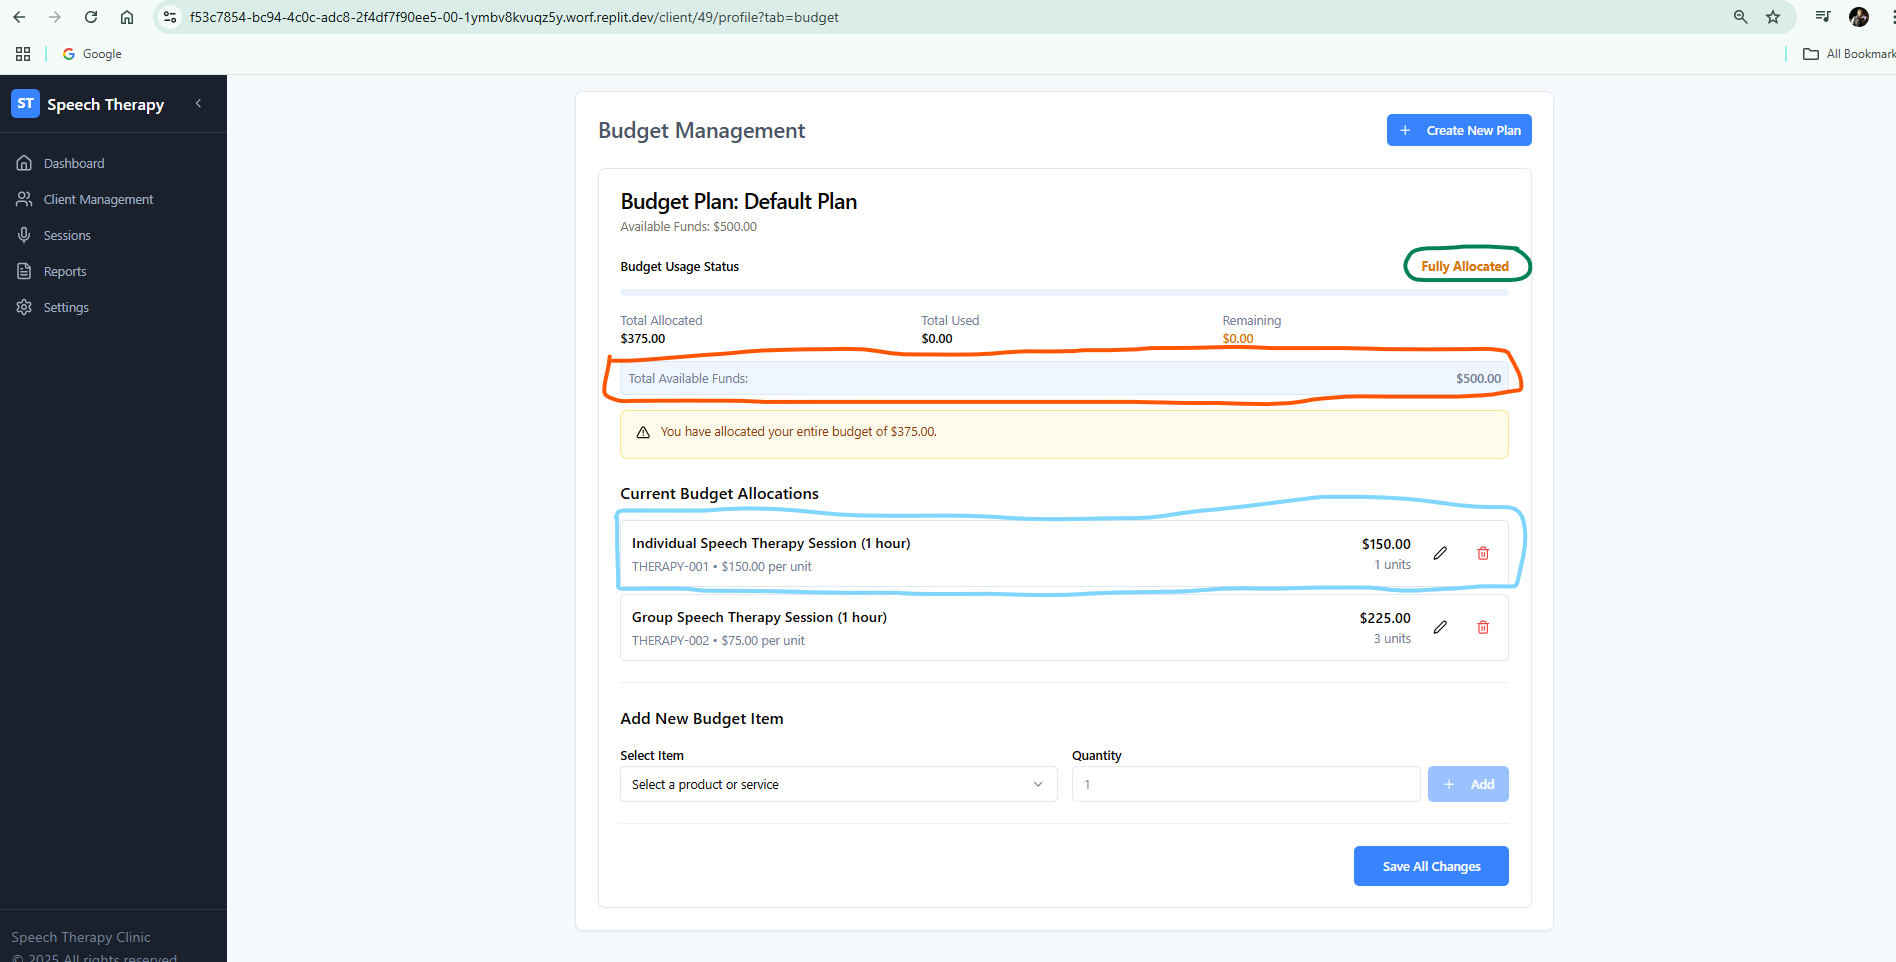 f53c7854-bc94-4c0c-adc8-2f4df7f90ee5-00-1ymbv8kvuqz5y.worf.replit.dev/client/49/profile?tab=budget
Google
All Bookmark
ST Speech Therapy
Dashboard
Client Management
Sessions
Reports
Settings
Speech Therapy Clinic
© 2025 All rights reserved
Budget Management
+ Create New Plan
Budget Plan: Default Plan
Available Funds: $500.00
Budget Usage Status Fully Allocated
Total Allocated Total Used Remaining
$375.00 $0.00 $0.00
Total Available Funds: $500.00
You have allocated your entire budget of $375.00.
Current Budget Allocations
Individual Speech Therapy Session (1 hour) $150.00
THERAPY-001 • $150.00 per unit 1 units
Group Speech Therapy Session (1 hour) $225.00
THERAPY-002 • $75.00 per unit 3 units
Add New Budget Item
Select Item Quantity
Select a product or service 1 + Add
Save All Changes